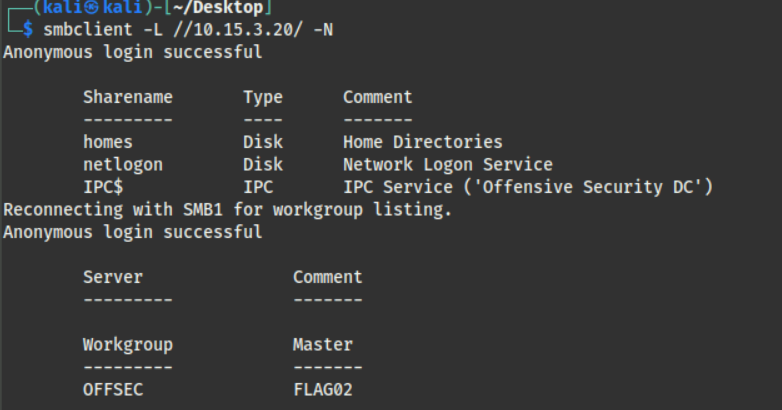 (kali㉿kali)-[~/Desktop]
$ smbclient -L //10.15.3.20/ -N
Anonymous login successful
Sharename Type Comment
--------- ---- -------
homes Disk Home Directories
netlogon Disk Network Logon Service
IPC$ IPC IPC Service ('Offensive Security DC')
Reconnecting with SMB1 for workgroup listing.
Anonymous login successful
Server Comment
--------- -------
Workgroup Master
--------- -------
OFFSEC FLAG02